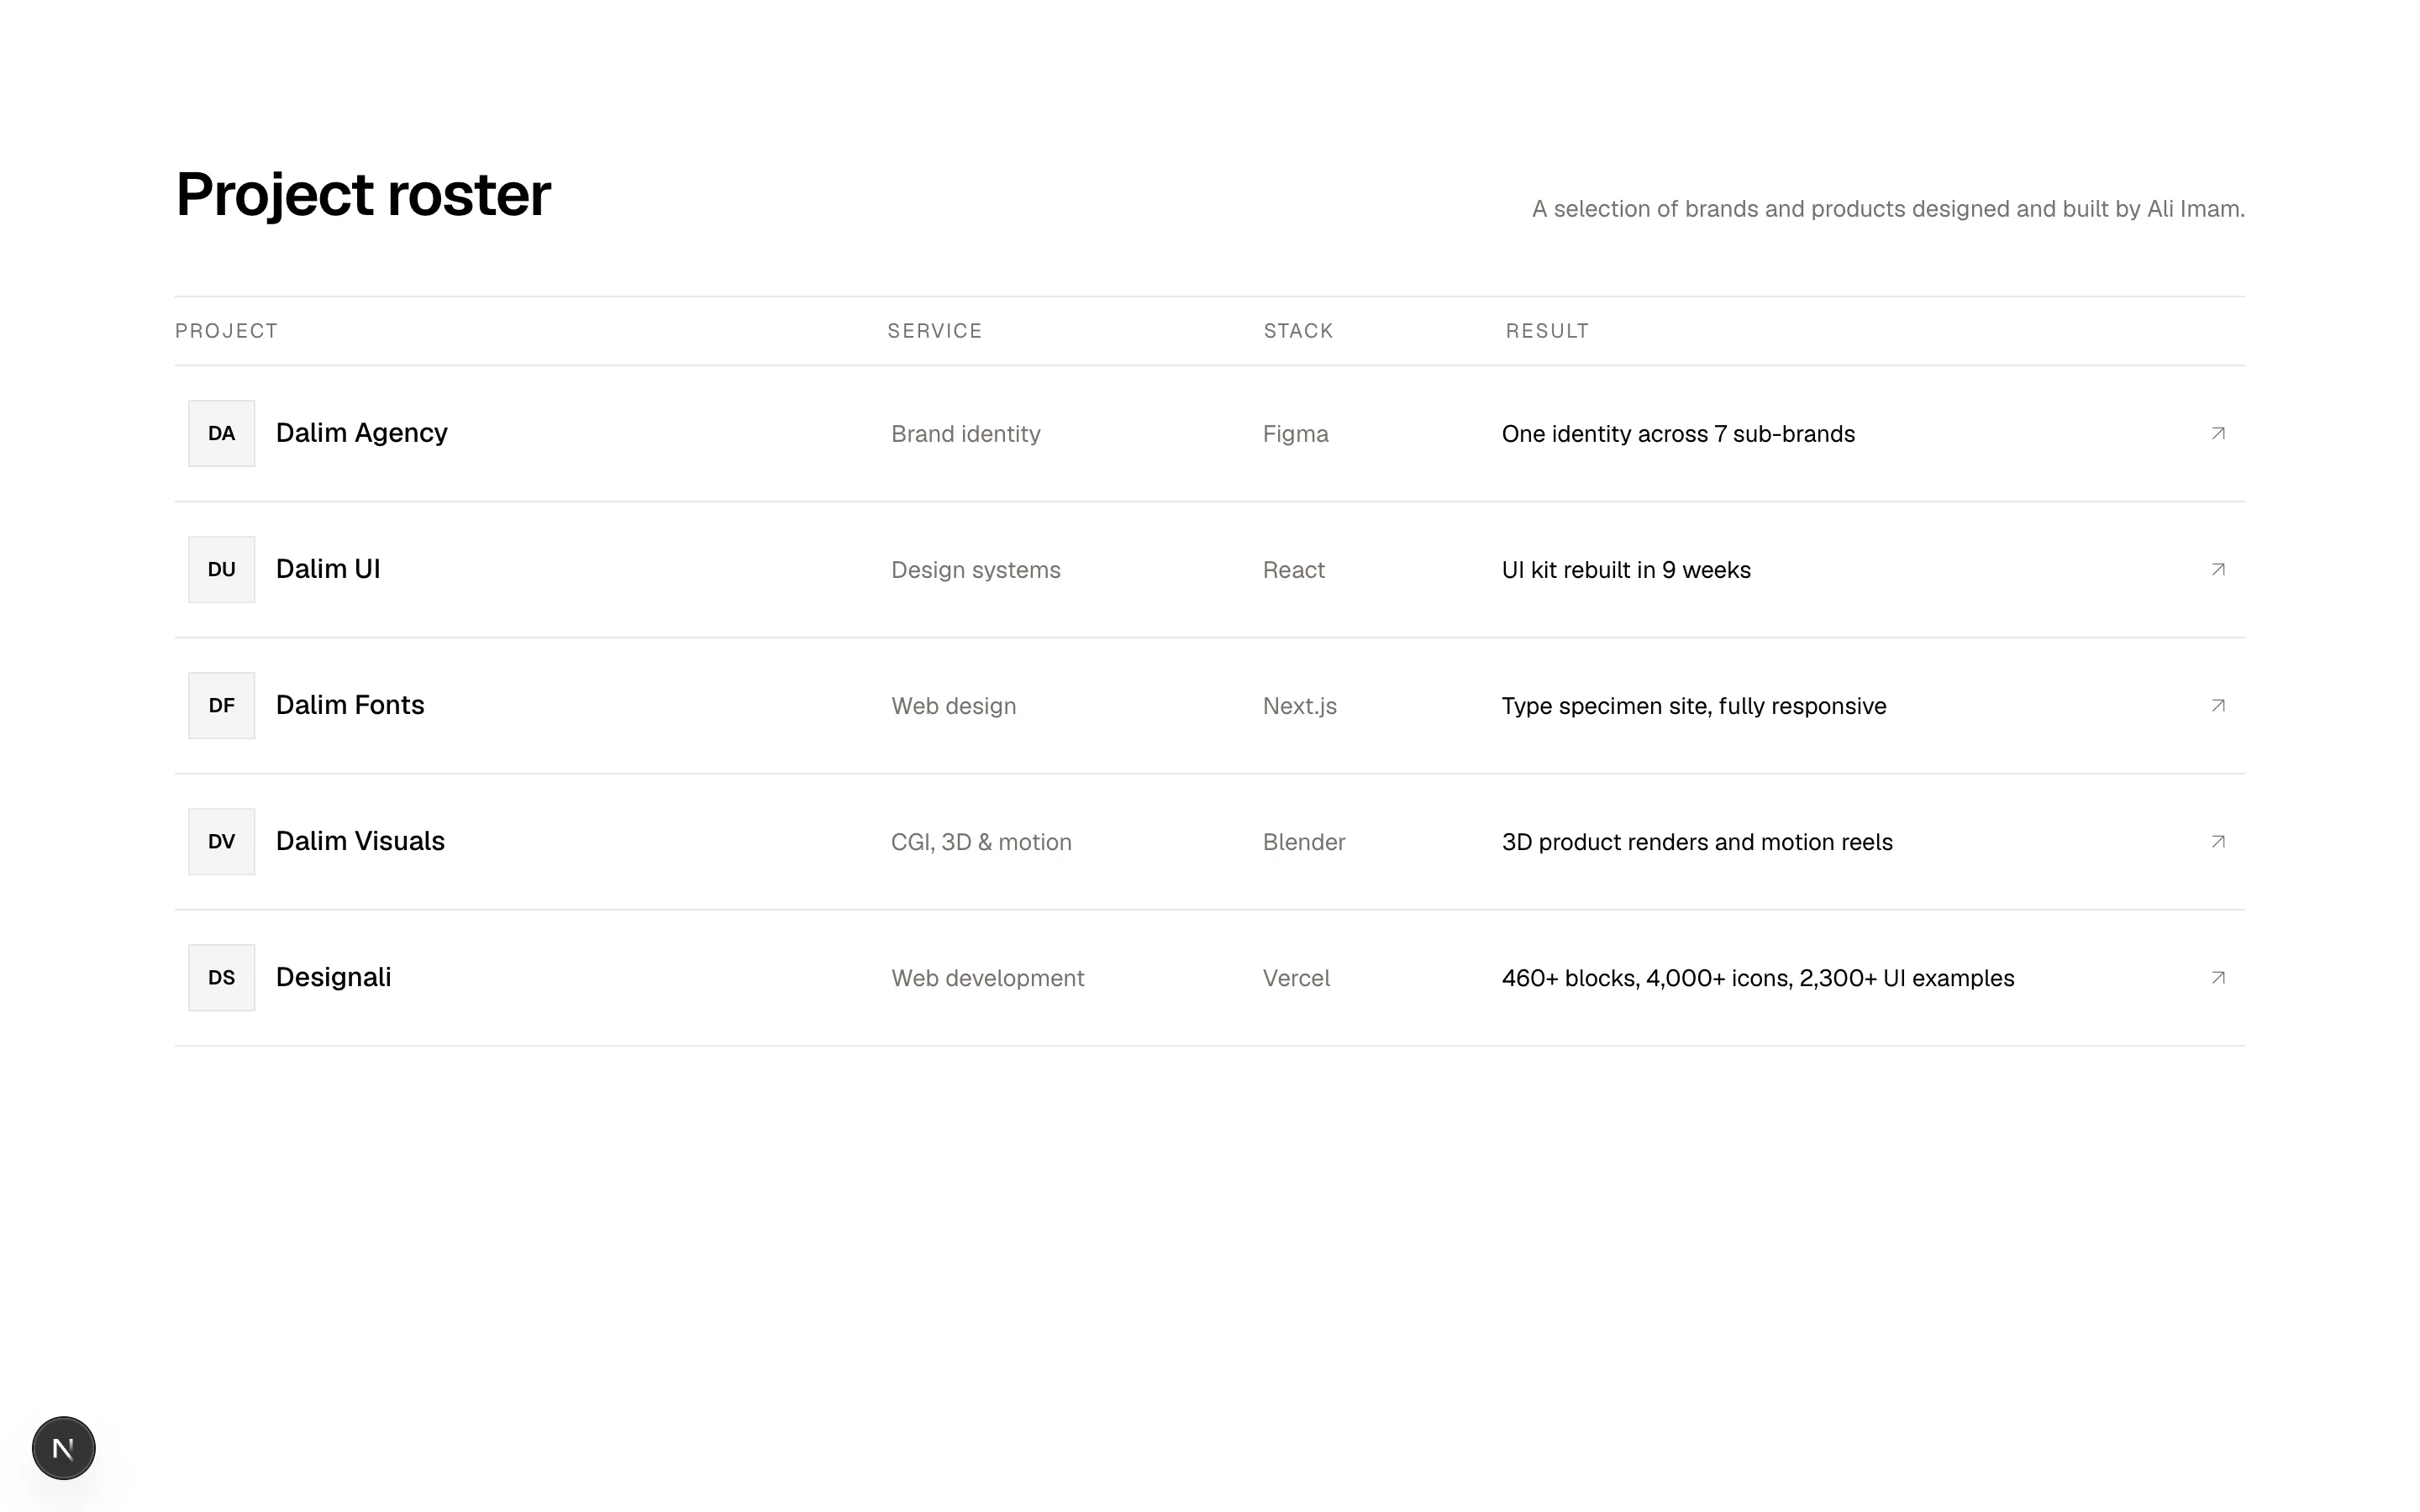 Project roster
A selection of brands and products designed and built by Ali Imam.
PROJECT SERVICE STACK RESULT
DA Dalim Agency Brand identity Figma One identity across 7 sub-brands
DU Dalim UI Design systems React UI kit rebuilt in 9 weeks
DF Dalim Fonts Web design Next.js Type specimen site, fully responsive
DV Dalim Visuals CGI, 3D & motion Blender 3D product renders and motion reels
DS Designali Web development Vercel 460+ blocks, 4,000+ icons, 2,300+ UI examples
N